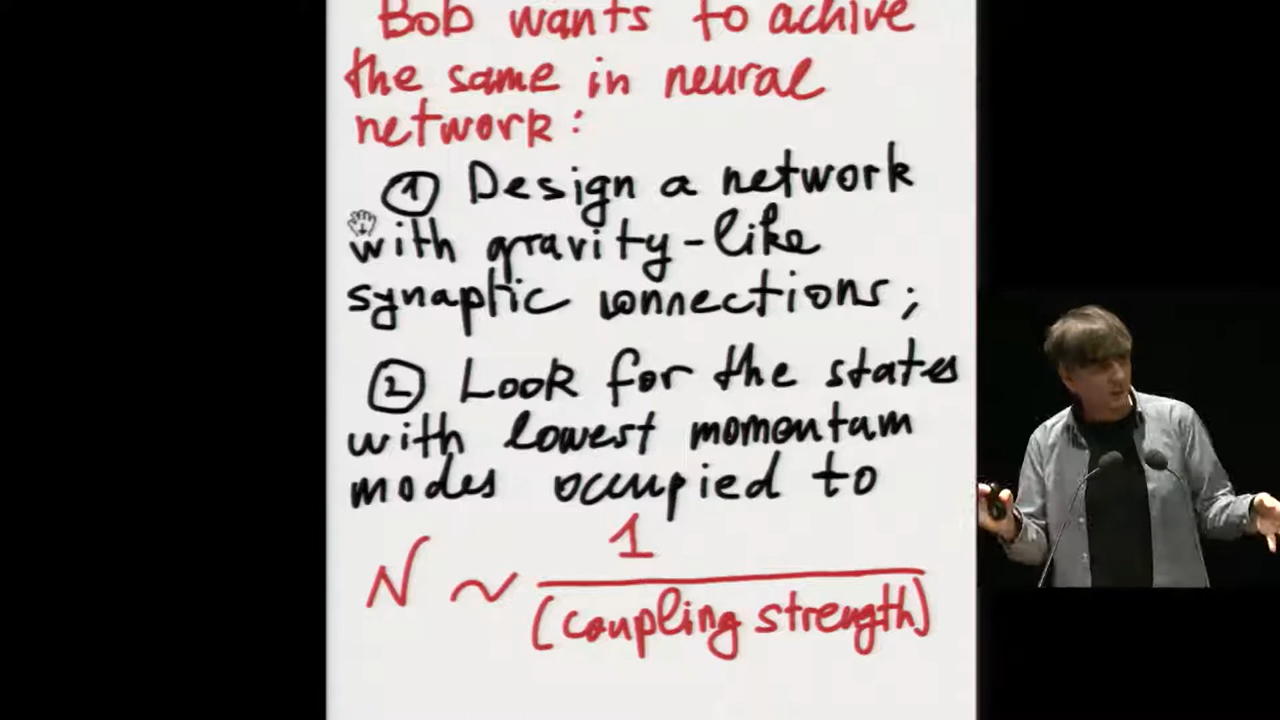 Bob wants to achive
the same in neural
network:
① Design a network
with gravity-like
synaptic connections;
② Look for the states
with lowest momentum
modes occupied to
N ~ 1 / (coupling strength)